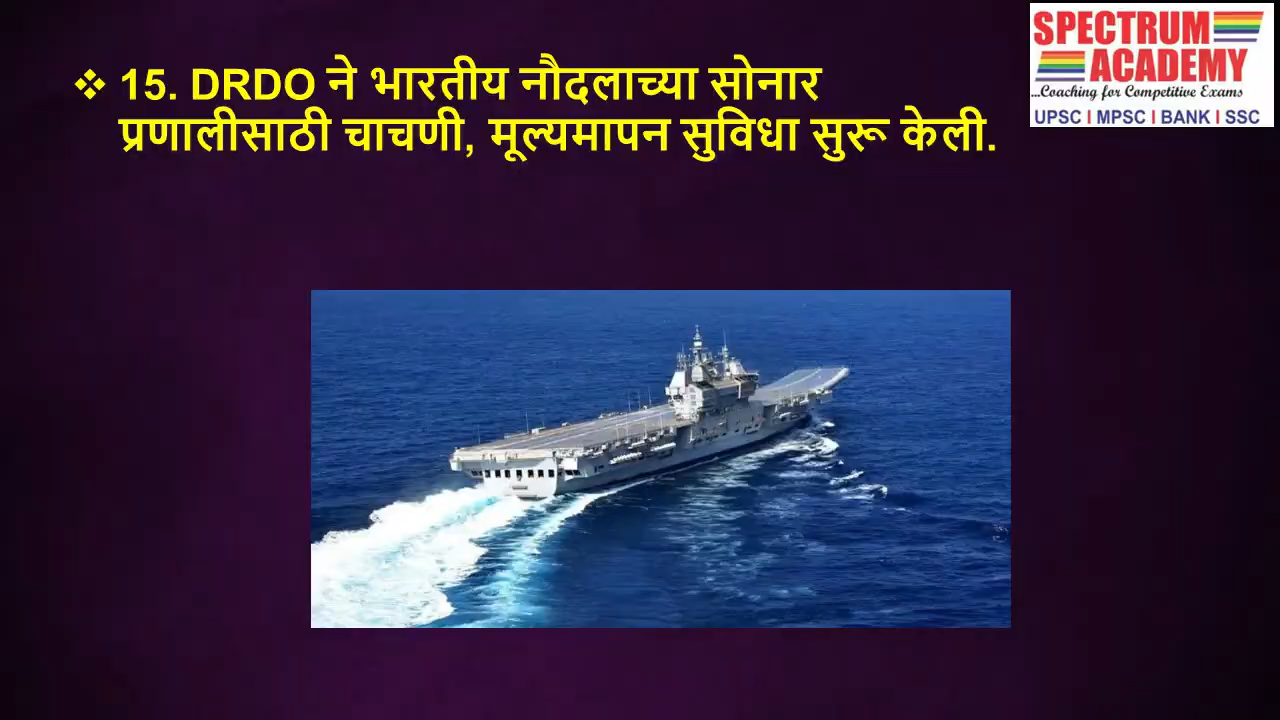 ❖ 15. DRDO ने भारतीय नौदलाच्या सोनार
प्रणालीसाठी चाचणी, मूल्यमापन सुविधा सुरू केली.
SPECTRUM
ACADEMY
...Coaching for Competitive Exams
UPSC I MPSC I BANK I SSC